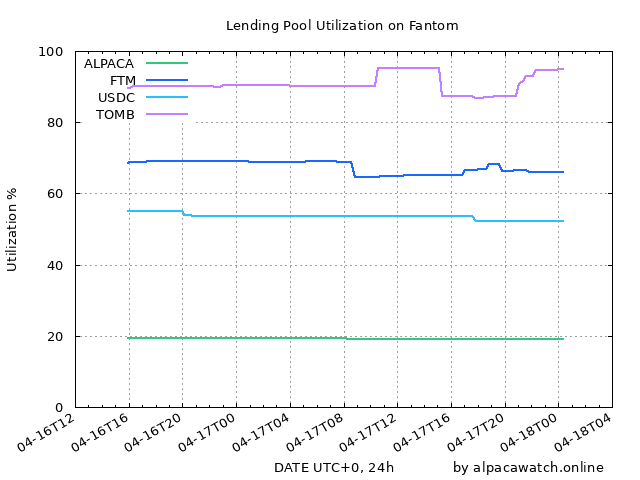 Lending Pool Utilization on Fantom
100
80
60
40
20
0
Utilization %
ALPACA
FTM
USDC
TOMB
04-16T12
04-16T16
04-16T20
04-17T00
04-17T04
04-17T08
04-17T12
04-17T16
04-17T20
04-18T00
04-18T04
DATE UTC+0, 24h
by alpacawatch.online